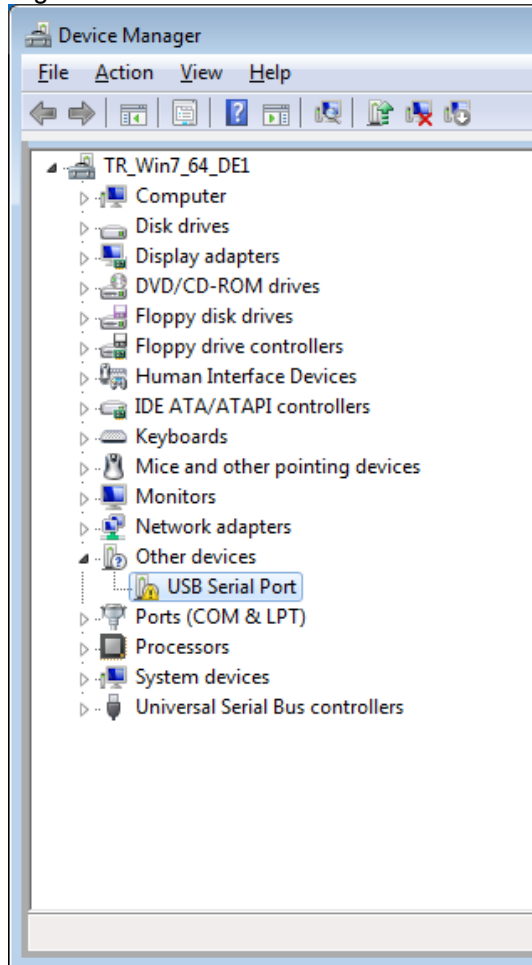 Device Manager
File Action View Help
TR_Win7_64_DE1
Computer
Disk drives
Display adapters
DVD/CD-ROM drives
Floppy disk drives
Floppy drive controllers
Human Interface Devices
IDE ATA/ATAPI controllers
Keyboards
Mice and other pointing devices
Monitors
Network adapters
Other devices
USB Serial Port
Ports (COM & LPT)
Processors
System devices
Universal Serial Bus controllers